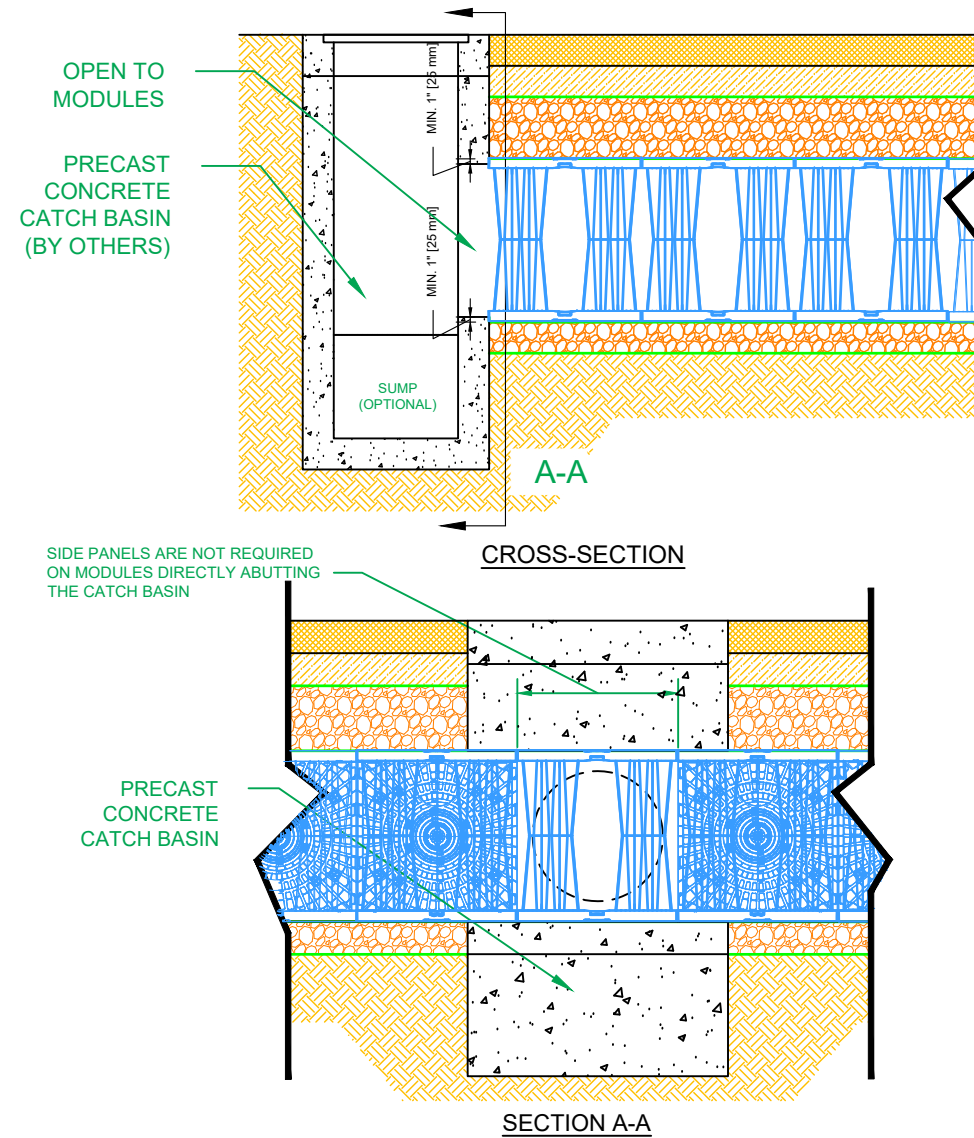 OPEN TO
MODULES
MIN. 1" [25 mm]
PRECAST
CONCRETE
CATCH BASIN
(BY OTHERS)
MIN. 1" [25 mm]
SUMP
(OPTIONAL)
A-A
CROSS-SECTION
SIDE PANELS ARE NOT REQUIRED
ON MODULES DIRECTLY ABUTTING
THE CATCH BASIN
PRECAST
CONCRETE
CATCH BASIN
SECTION A-A